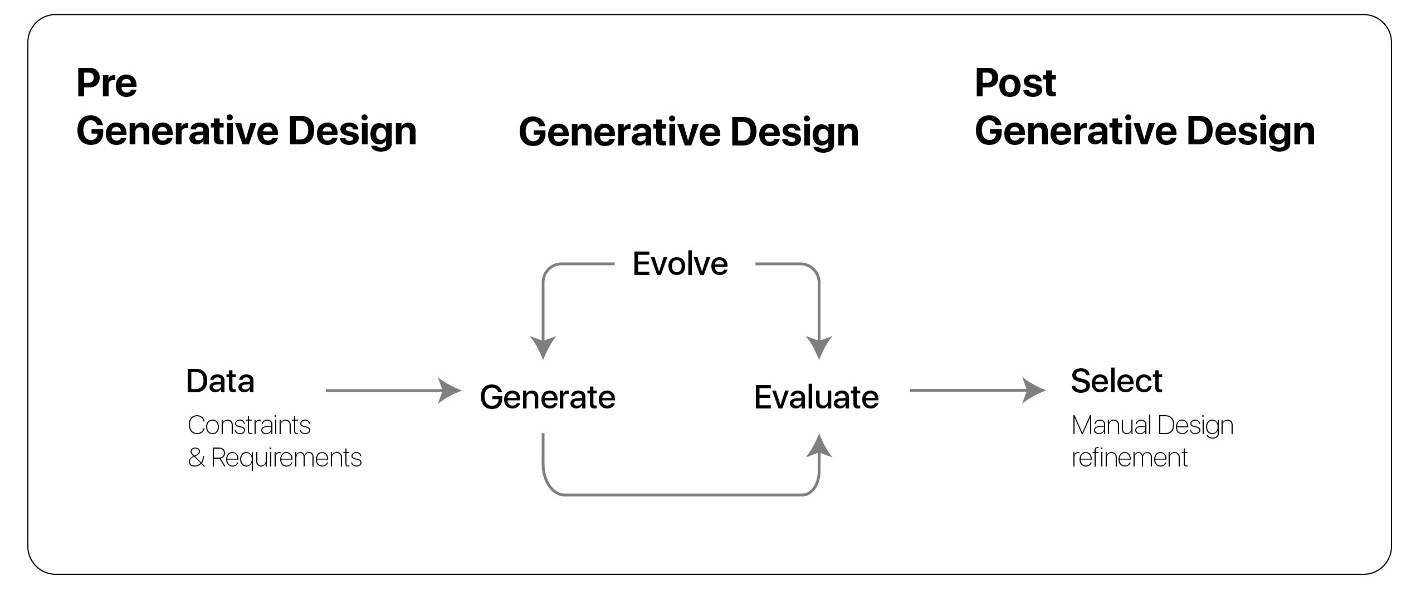 Pre
Generative Design
Generative Design
Post
Generative Design
Evolve
Data
Constraints
& Requirements
Generate
Evaluate
Select
Manual Design
refinement